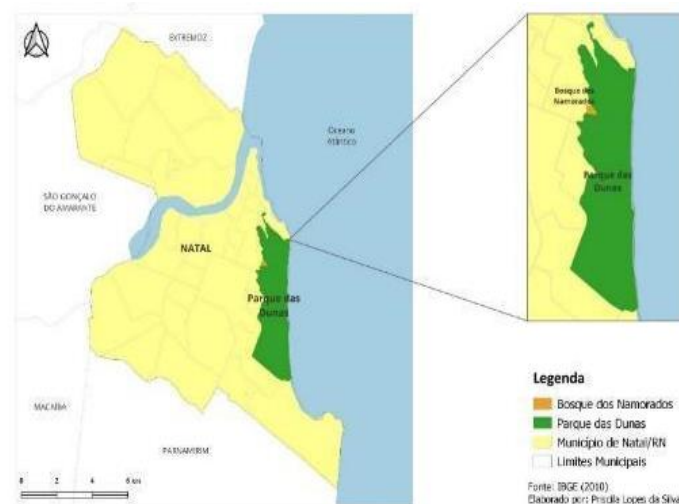 EXTREMOZ
Oceano
Atlântico
SÃO GONÇALO
DO AMARANTE
NATAL
Parque das
Dunas
MACAÍBA
PARNAMIRIM
0 2 4 6 km
Bosque dos
Namorados
Parque das
Dunas
Legenda
Bosque dos Namorados
Parque das Dunas
Município de Natal/RN
Limites Municipais
Fonte: IBGE (2010)
Elaborado por: Priscila Lopes da Silva